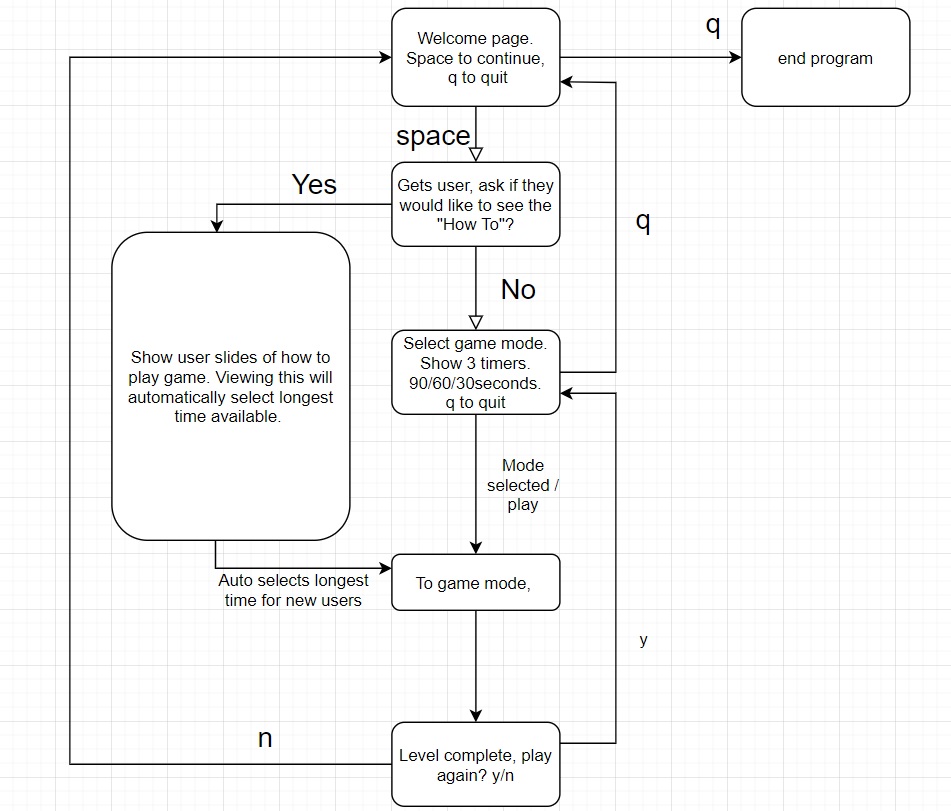 Welcome page.
Space to continue,
q to quit
q
end program
space
Yes
Gets user, ask if they
would like to see the
"How To"?
q
No
Show user slides of how to
play game. Viewing this will
automatically select longest
time available.
Select game mode.
Show 3 timers.
90/60/30seconds.
q to quit
Mode
selected /
play
Auto selects longest
time for new users
To game mode,
y
n
Level complete, play
again? y/n